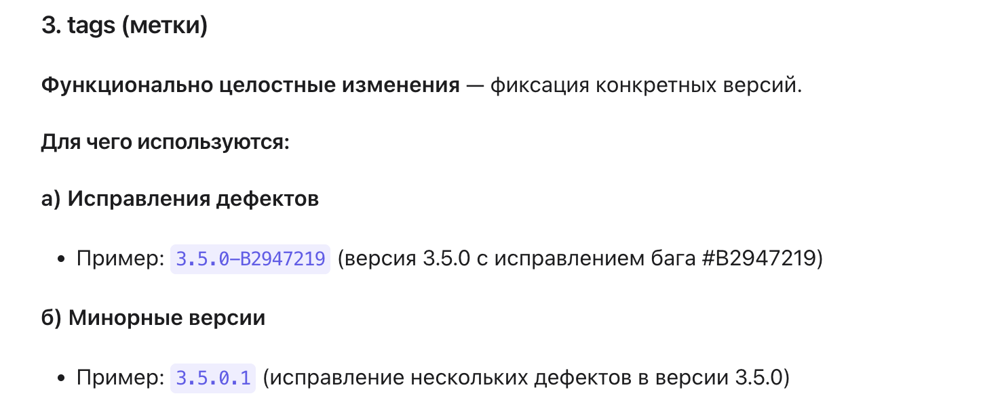 3. tags (метки)
Функционально целостные изменения — фиксация конкретных версий.
Для чего используются:
а) Исправления дефектов
• Пример: 3.5.0-B2947219 (версия 3.5.0 с исправлением бага #B2947219)
б) Минорные версии
• Пример: 3.5.0.1 (исправление нескольких дефектов в версии 3.5.0)